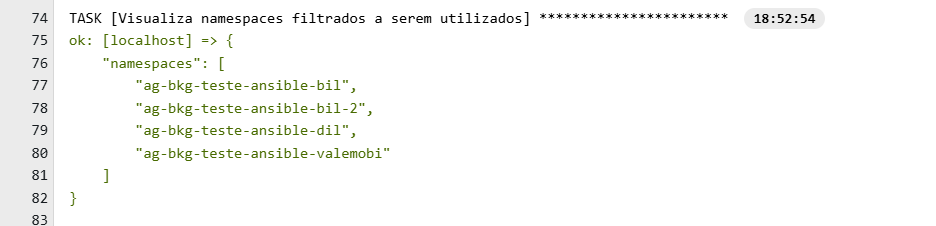 74 TASK [Visualiza namespaces filtrados a serem utilizados] *********************** 18:52:54
75 ok: [localhost] => {
76     "namespaces": [
77         "ag-bkg-teste-ansible-bil",
78         "ag-bkg-teste-ansible-bil-2",
79         "ag-bkg-teste-ansible-dil",
80         "ag-bkg-teste-ansible-valemobi"
81     ]
82 }
83